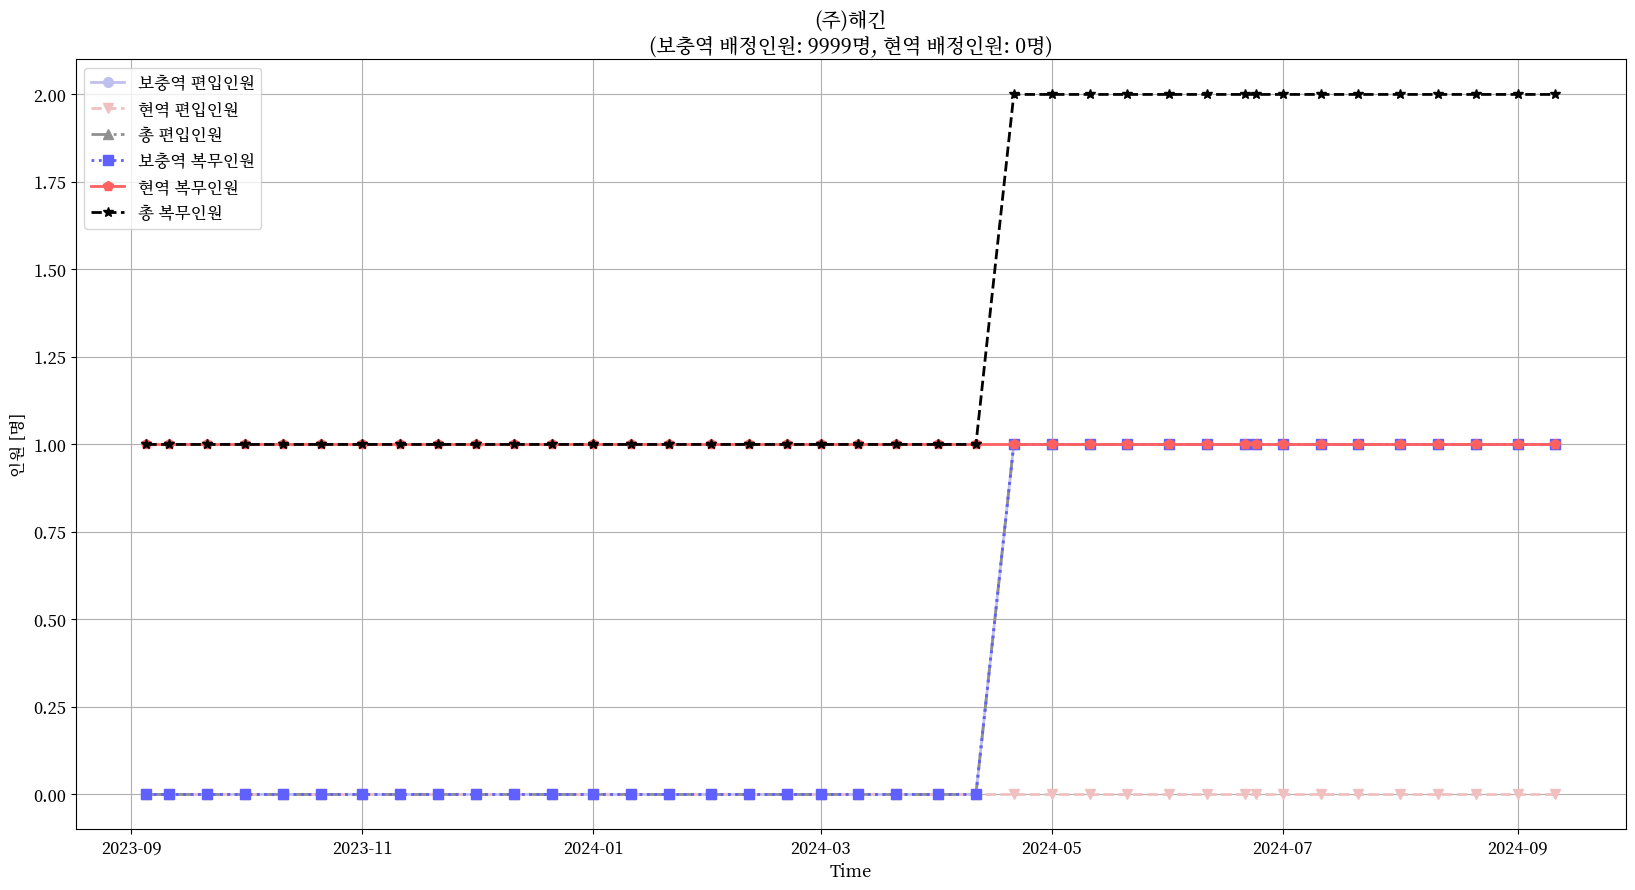 (주)해긴
(보충역 배정인원: 9999명, 현역 배정인원: 0명)
보충역 편입인원
현역 편입인원
총 편입인원
보충역 복무인원
현역 복무인원
총 복무인원
인원 [명]
2.00
1.75
1.50
1.25
1.00
0.75
0.50
0.25
0.00
2023-09 2023-11 2024-01 2024-03 2024-05 2024-07 2024-09
Time